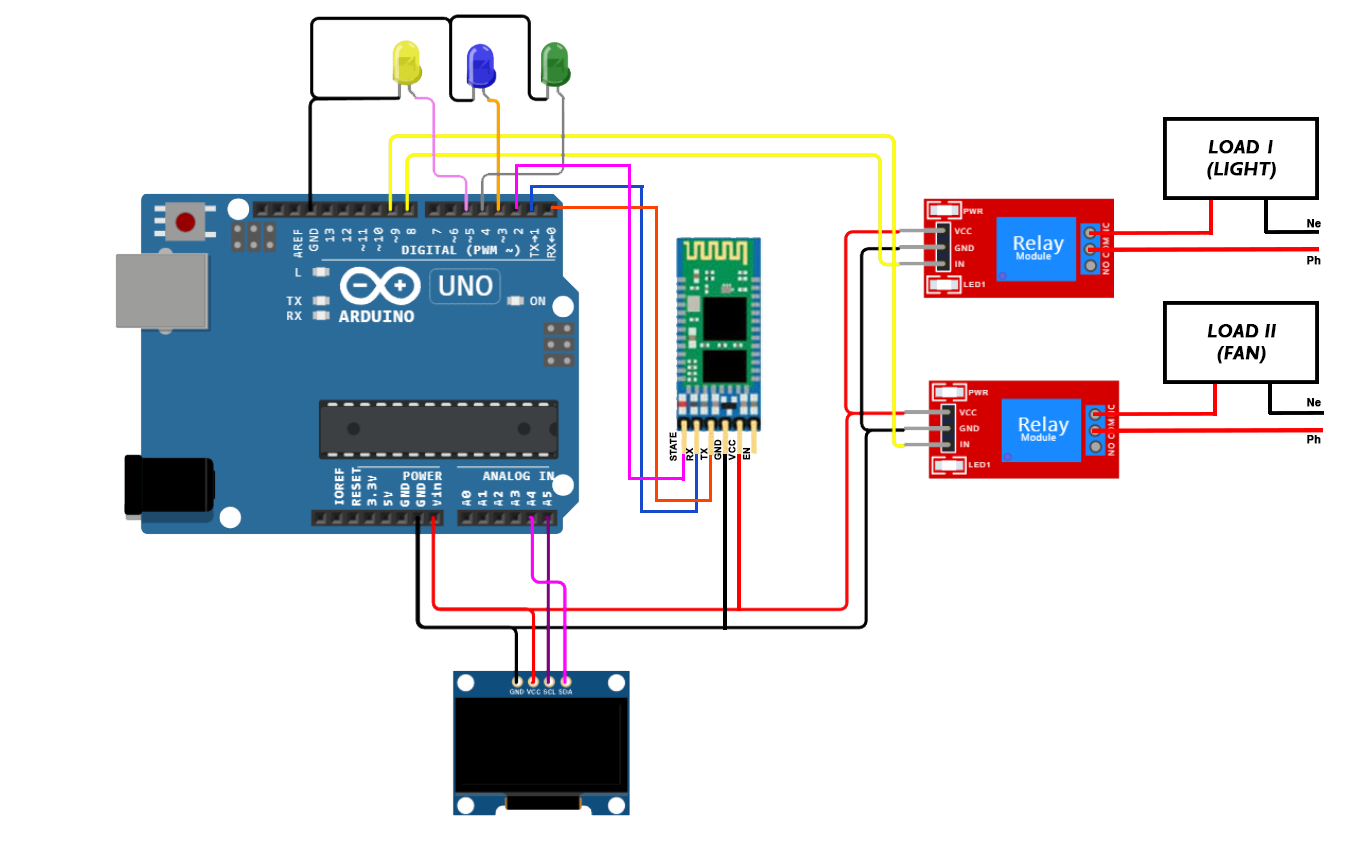 LOAD I
(LIGHT)
Ne
Ph
LOAD II
(FAN)
Ne
Ph
AREF
GND
13
12
~11
~10
~9
8
7
~6
~5
4
~3
2
TX→1
RX←0
DIGITAL (PWM ~)
L
TX
RX
UNO
ON
ARDUINO
IOREF
RESET
3.3V
5V
GND
GND
Vin
POWER
ANALOG IN
A0
A1
A2
A3
A4
A5
STATE
RX
TX
GND
VCC
EN
PWR
VCC
GND
IN
LED1
Relay
Module
NO COM NC
PWR
VCC
GND
IN
LED1
Relay
Module
NO COM NC
GND VCC SCL SDA